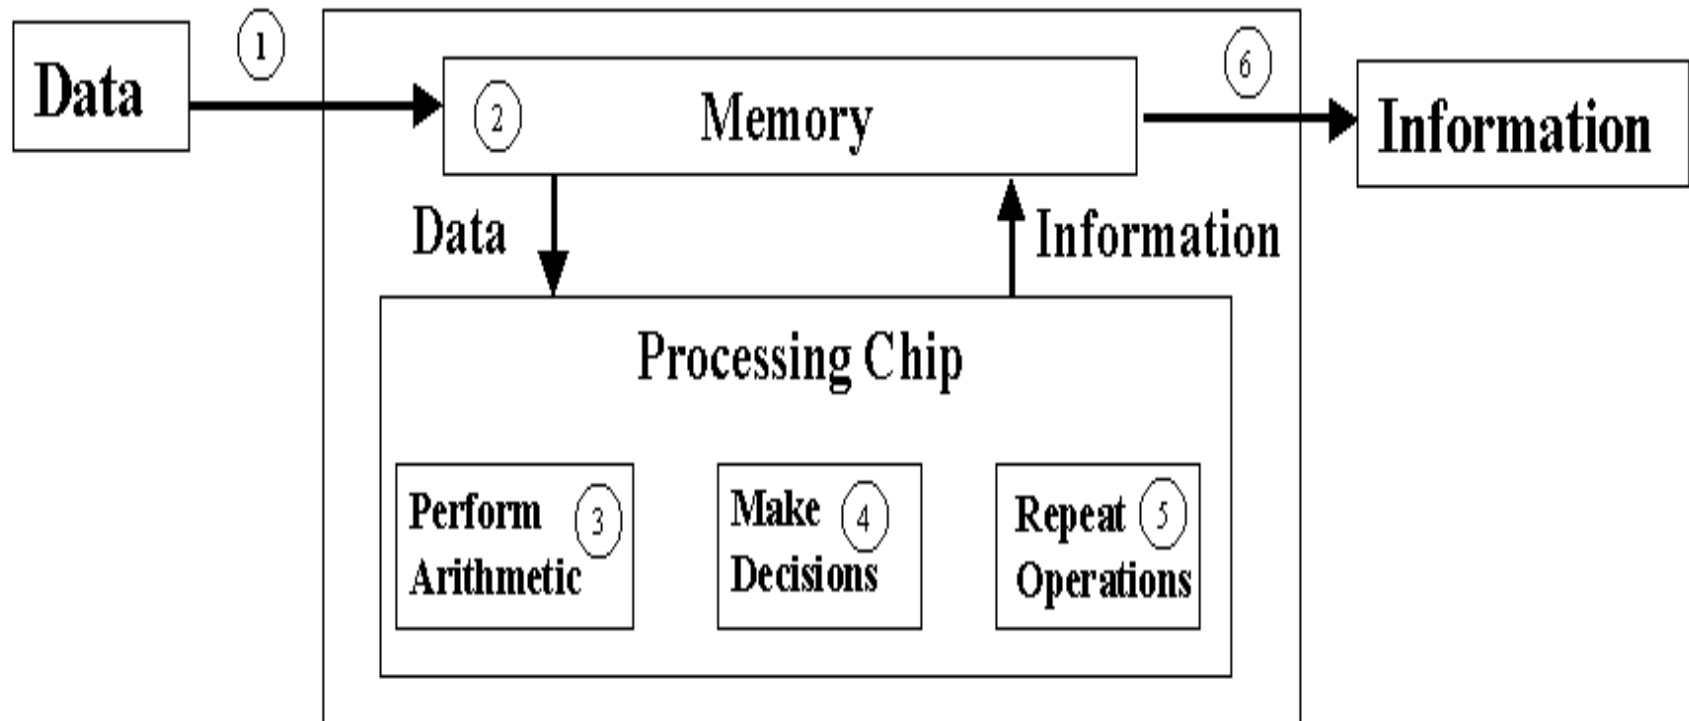 Data
1
2
Memory
6
Information
Data
Information
Processing Chip
Perform
Arithmetic
3
Make
Decisions
4
Repeat
Operations
5